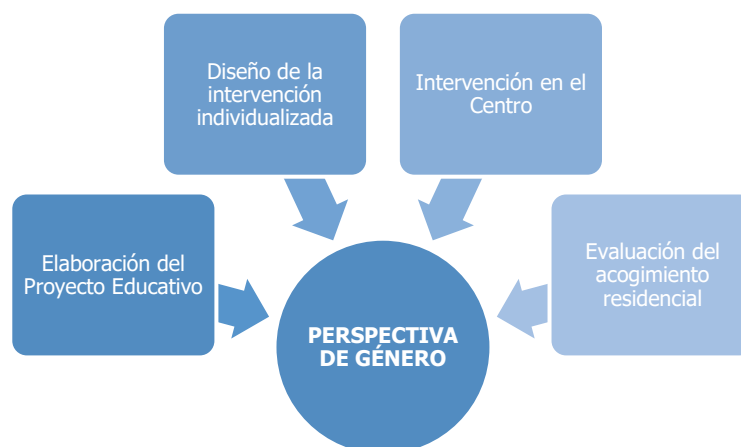 Diseño de la
intervención
individualizada
Intervención en el
Centro
Elaboración del
Proyecto Educativo
Evaluación del
acogimiento
residencial
PERSPECTIVA
DE GÉNERO